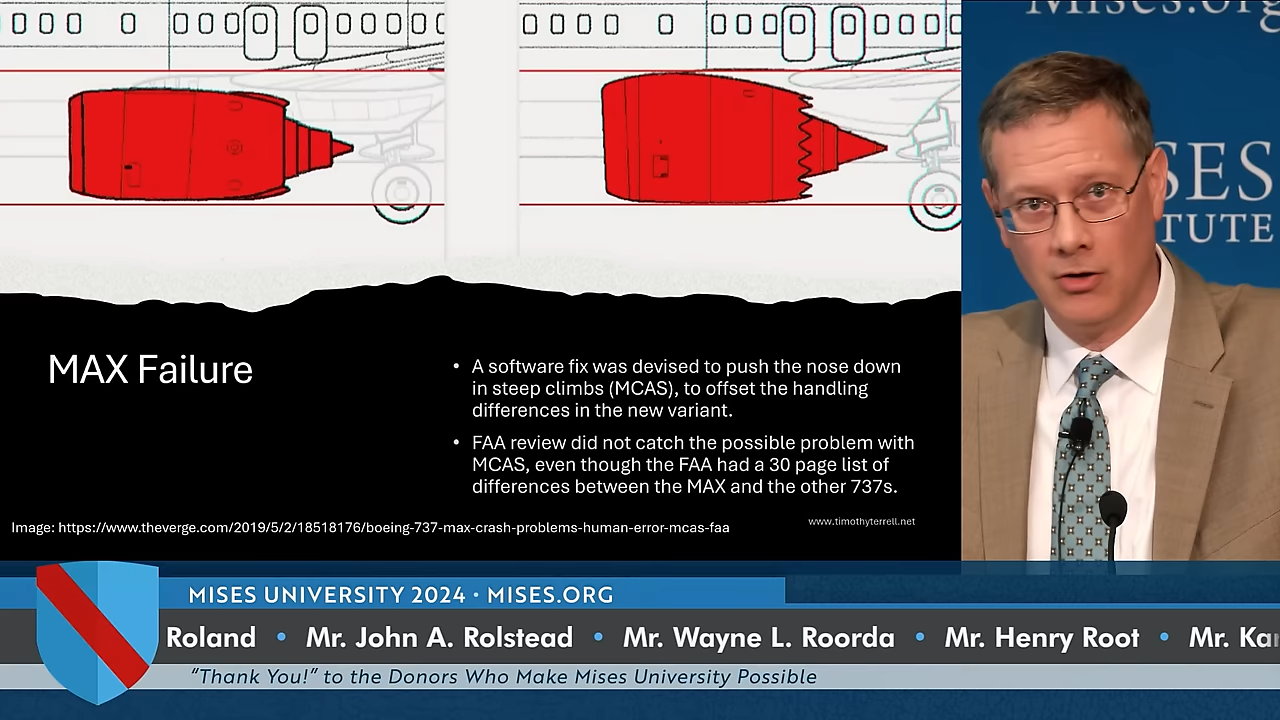 Mises.org
SES
TUTE
MAX Failure
• A software fix was devised to push the nose down
in steep climbs (MCAS), to offset the handling
differences in the new variant.
• FAA review did not catch the possible problem with
MCAS, even though the FAA had a 30 page list of
differences between the MAX and the other 737s.
Image: https://www.theverge.com/2019/5/2/18518176/boeing-737-max-crash-problems-human-error-mcas-faa
www.timothyterrell.net
MISES UNIVERSITY 2024 • MISES.ORG
Roland • Mr. John A. Rolstead • Mr. Wayne L. Roorda • Mr. Henry Root • Mr. Kar
“Thank You!” to the Donors Who Make Mises University Possible